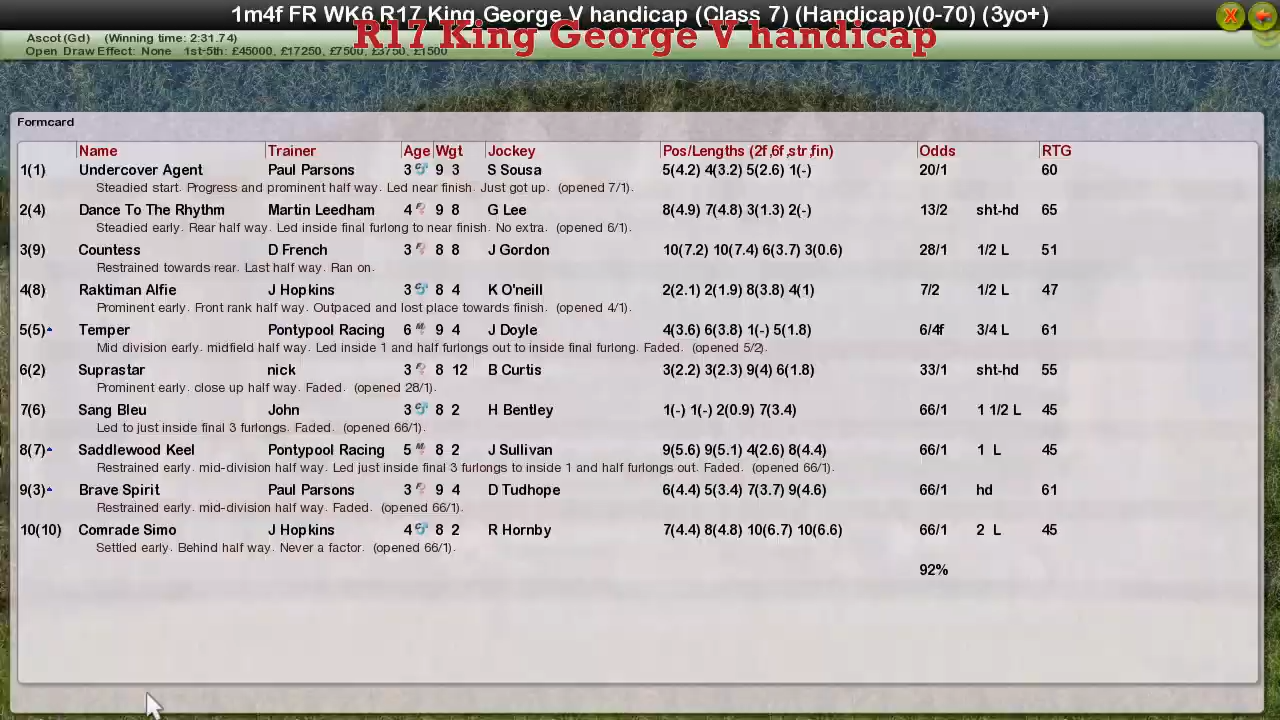 1m4f FR WK6 R17 King George V handicap (Class 7) (Handicap)(0-70) (3yo+)
R17 King George V handicap
Ascot(Gd) (Winning time: 2:31.74)
Open Draw Effect: None 1st-5th: £45000, £17250, £7500, £3750, £1500
Formcard
Name Trainer Age Wgt Jockey Pos/Lengths (2f,6f,str,fin) Odds RTG
1(1) Undercover Agent Paul Parsons 3 9 3 S Sousa 5(4.2) 4(3.2) 5(2.6) 1(-) 20/1 60
Steadied start. Progress and prominent half way. Led near finish. Just got up. (opened 7/1).
2(4) Dance To The Rhythm Martin Leedham 4 9 8 G Lee 8(4.9) 7(4.8) 3(1.3) 2(-) 13/2 sht-hd 65
Steadied early. Rear half way. Led inside final furlong to near finish. No extra. (opened 6/1).
3(9) Countess D French 3 8 8 J Gordon 10(7.2) 10(7.4) 6(3.7) 3(0.6) 28/1 1/2 L 51
Restrained towards rear. Last half way. Ran on.
4(8) Raktiman Alfie J Hopkins 3 8 4 K O'neill 2(2.1) 2(1.9) 8(3.8) 4(1) 7/2 1/2 L 47
Prominent early. Front rank half way. Outpaced and lost place towards finish. (opened 4/1).
5(5) Temper Pontypool Racing 6 9 4 J Doyle 4(3.6) 6(3.8) 1(-) 5(1.8) 6/4f 3/4 L 61
Mid division early. midfield half way. Led inside 1 and half furlongs out to inside final furlong. Faded. (opened 5/2).
6(2) Suprastar nick 3 8 12 B Curtis 3(2.2) 3(2.3) 9(4) 6(1.8) 33/1 sht-hd 55
Prominent early. close up half way. Faded. (opened 28/1).
7(6) Sang Bleu John 3 8 2 H Bentley 1(-) 1(-) 2(0.9) 7(3.4) 66/1 1 1/2 L 45
Led to just inside final 3 furlongs. Faded. (opened 66/1).
8(7) Saddlewood Keel Pontypool Racing 5 8 2 J Sullivan 9(5.6) 9(5.1) 4(2.6) 8(4.4) 66/1 1 L 45
Restrained early. mid-division half way. Led just inside final 3 furlongs to inside 1 and half furlongs out. Faded. (opened 66/1).
9(3) Brave Spirit Paul Parsons 3 9 4 D Tudhope 6(4.4) 5(3.4) 7(3.7) 9(4.6) 66/1 hd 61
Restrained early. mid-division half way. Faded. (opened 66/1).
10(10) Comrade Simo J Hopkins 4 8 2 R Hornby 7(4.4) 8(4.8) 10(6.7) 10(6.6) 66/1 2 L 45
Settled early. Behind half way. Never a factor. (opened 66/1).
92%